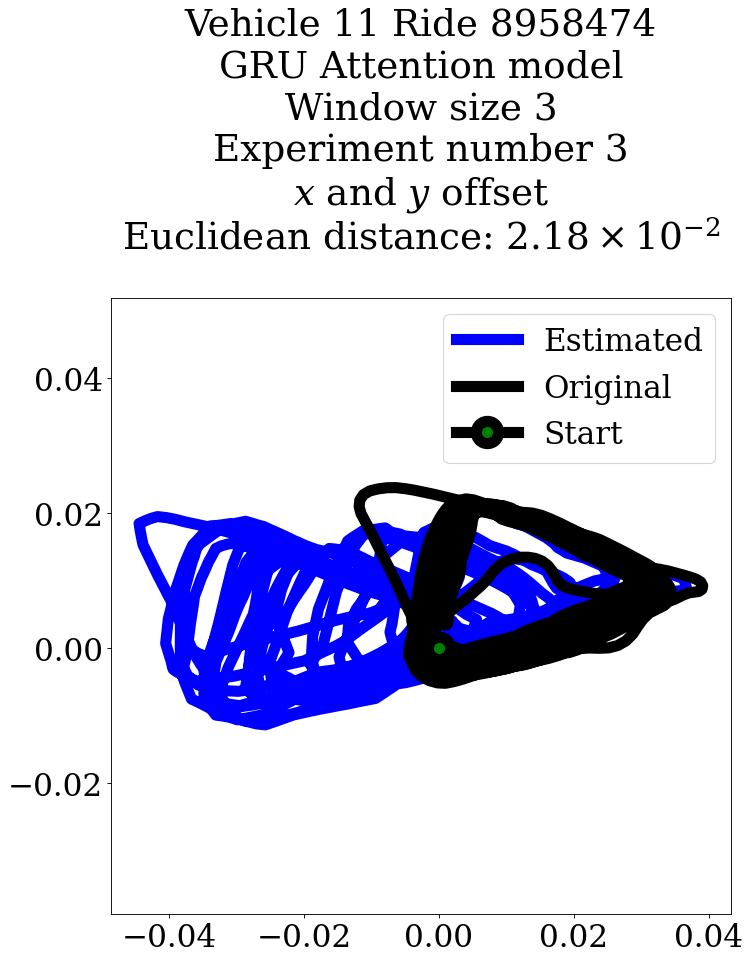 Vehicle 11 Ride 8958474
GRU Attention model
Window size 3
Experiment number 3
x and y offset
Euclidean distance: 2.18 × 10⁻²
Estimated
Original
Start
0.04
0.02
0.00
−0.02
−0.04 −0.02 0.00 0.02 0.04